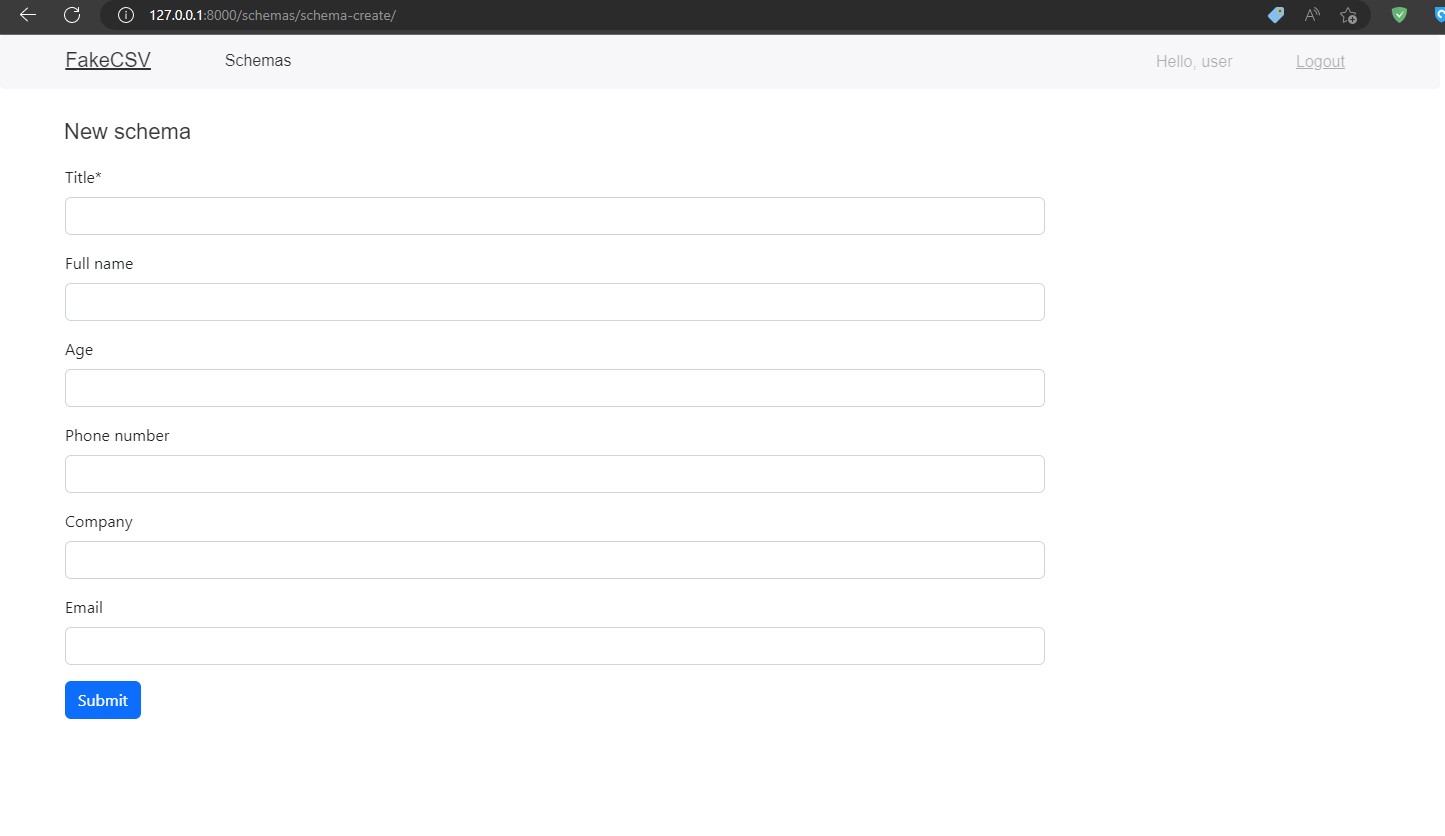 127.0.0.1:8000/schemas/schema-create/
FakeCSV Schemas Hello, user Logout
New schema
Title*
Full name
Age
Phone number
Company
Email
Submit